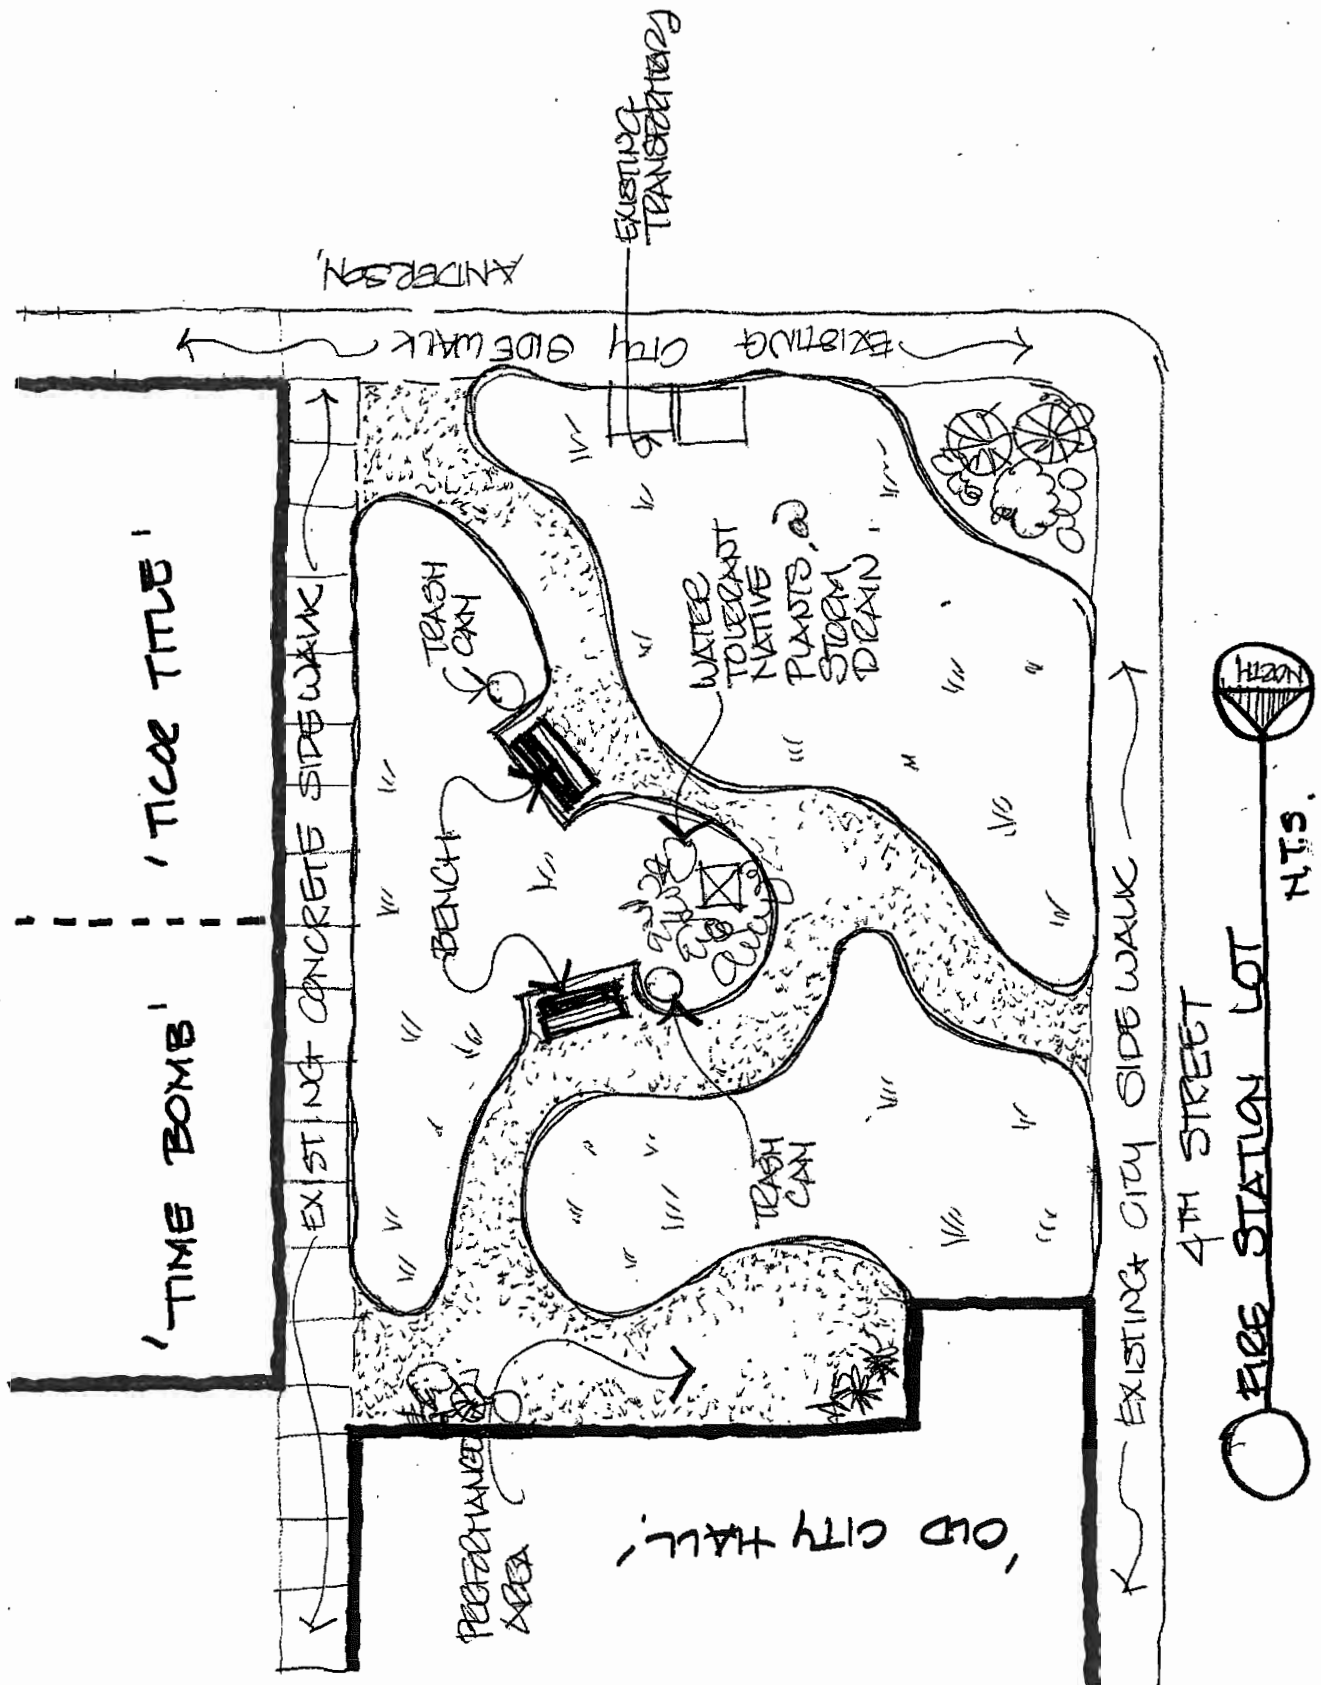 'TIME BOMB'
'TICOR TITLE'
EXISTING CONCRETE SIDEWALK
PERFORMANCE
AREA
BENCH
TRASH
CAN
TRASH
CAN
WATER
TOLERANT
NATIVE
PLANTS @
STORM
DRAIN
EXISTING
TRANSFORMERS
EXISTING CITY SIDEWALK
ANDERSON
'OLD CITY HALL'
EXISTING CITY SIDEWALK
4TH STREET
FIRE STATION LOT
N.T.S.
NORTH